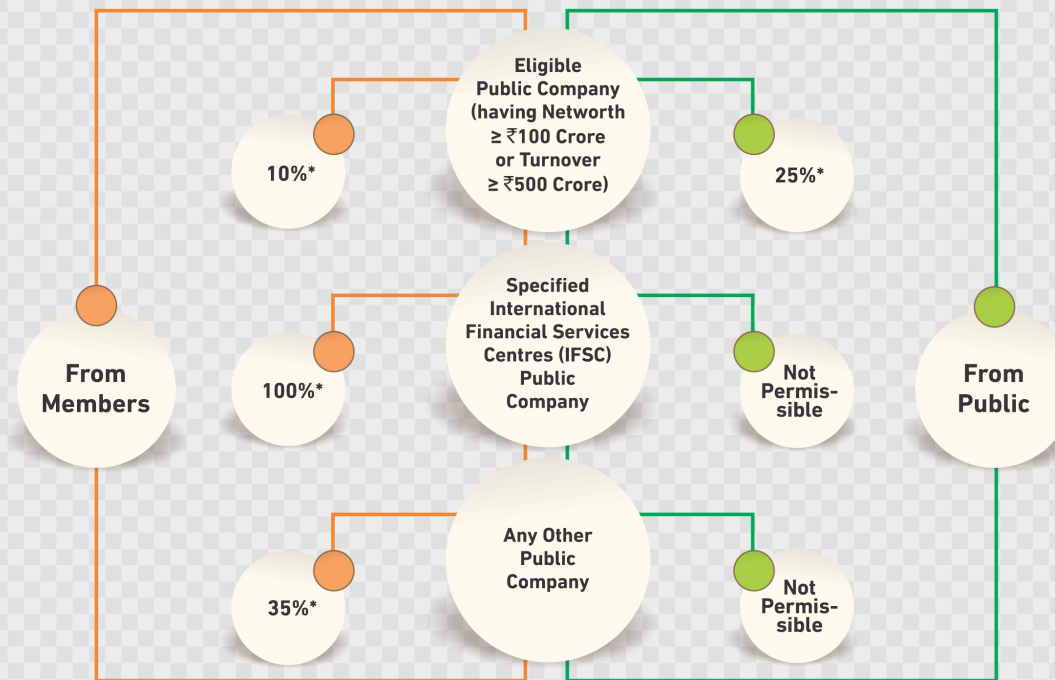 Eligible
Public Company
(having Networth
≥ ₹100 Crore
or Turnover
≥ ₹500 Crore)
10%*
25%*
Specified
International
Financial Services
Centres (IFSC)
Public
Company
From
Members
100%*
Not
Permis-
sible
From
Public
Any Other
Public
Company
35%*
Not
Permis-
sible